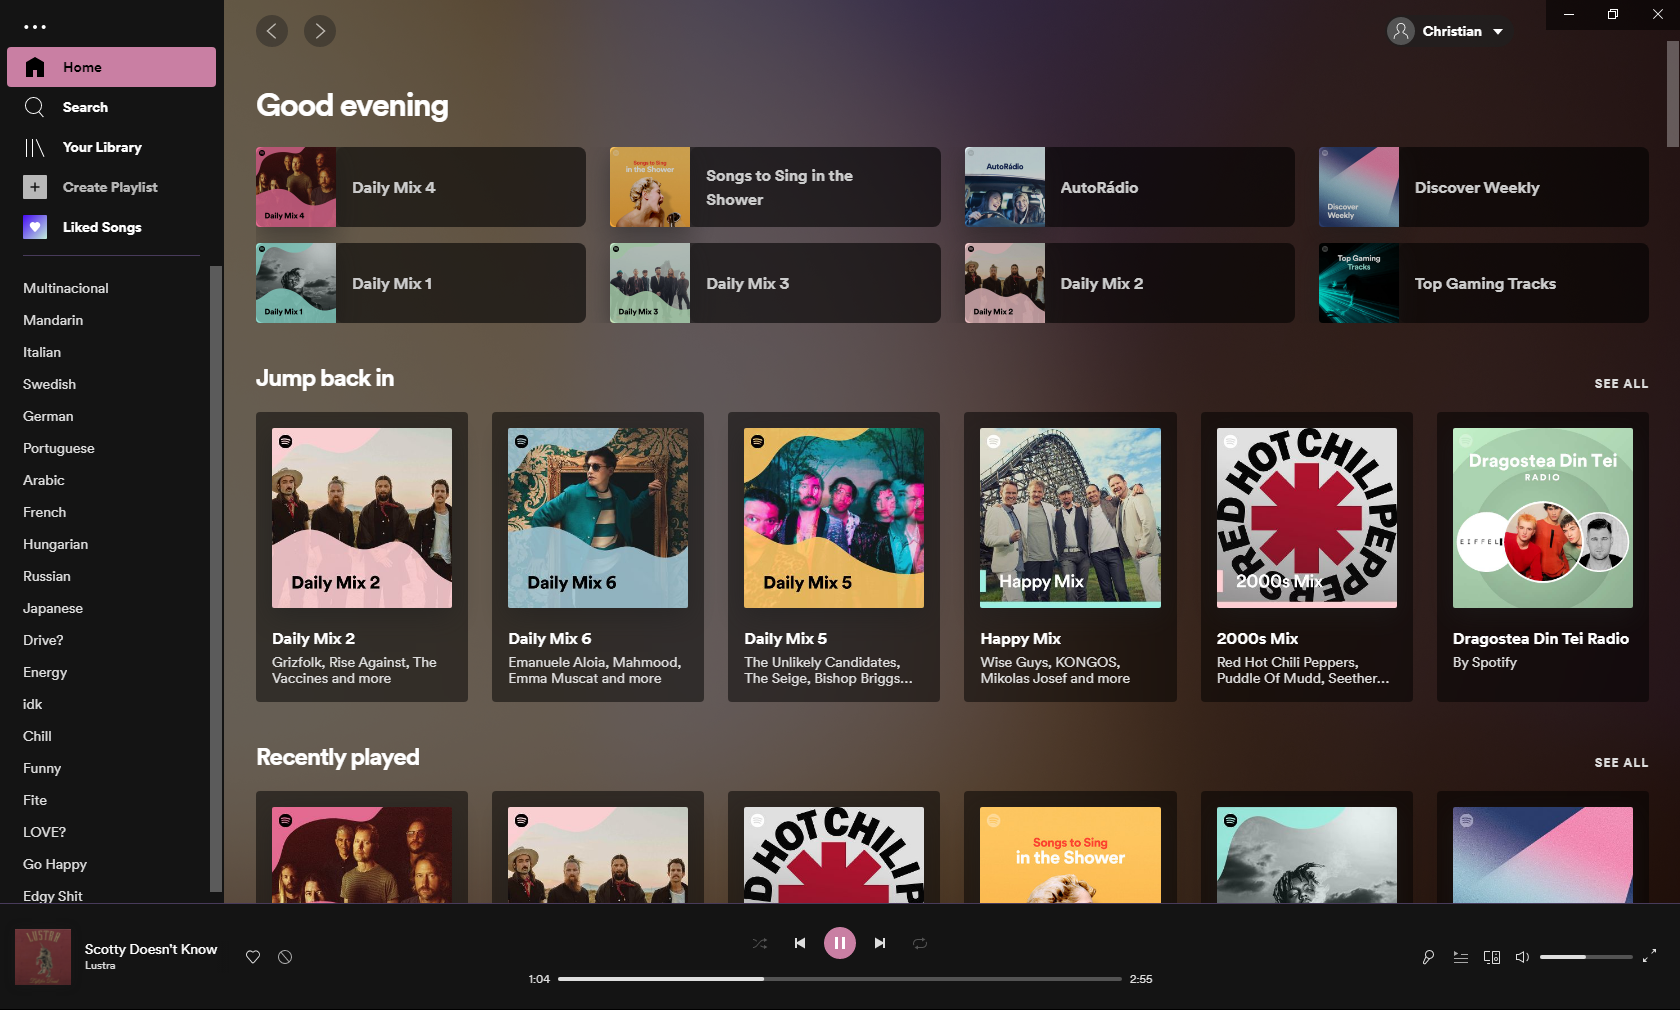 Home
Search
Your Library
Create Playlist
Liked Songs
Multinacional
Mandarin
Italian
Swedish
German
Portuguese
Arabic
French
Hungarian
Russian
Japanese
Drive?
Energy
idk
Chill
Funny
Fite
LOVE?
Go Happy
Edgy Shit
Christian
Good evening
Daily Mix 4
Daily Mix 4
Songs to Sing
in the Shower
Songs to Sing in the
Shower
AutoRádio
AutoRádio
Discover
Weekly
Discover Weekly
Daily Mix 1
Daily Mix 1
Daily Mix 3
Daily Mix 3
Daily Mix 2
Daily Mix 2
Top Gaming
Tracks
Top Gaming Tracks
Jump back in
SEE ALL
Daily Mix 2
Daily Mix 2
Grizfolk, Rise Against, The
Vaccines and more
Daily Mix 6
Daily Mix 6
Emanuele Aloia, Mahmood,
Emma Muscat and more
Daily Mix 5
Daily Mix 5
The Unlikely Candidates,
The Seige, Bishop Briggs...
Happy Mix
Happy Mix
Wise Guys, KONGOS,
Mikolas Josef and more
RED HOT CHILI PEPPERS
2000s Mix
2000s Mix
Red Hot Chili Peppers,
Puddle Of Mudd, Seether...
Dragostea Din Tei
RADIO
EIFFEL
Dragostea Din Tei Radio
By Spotify
Recently played
SEE ALL
D HOT CHILI P
Songs to Sing
in the Shower
LUSTRA
Scotty Doesn't Know
Lustra
1:04
2:55